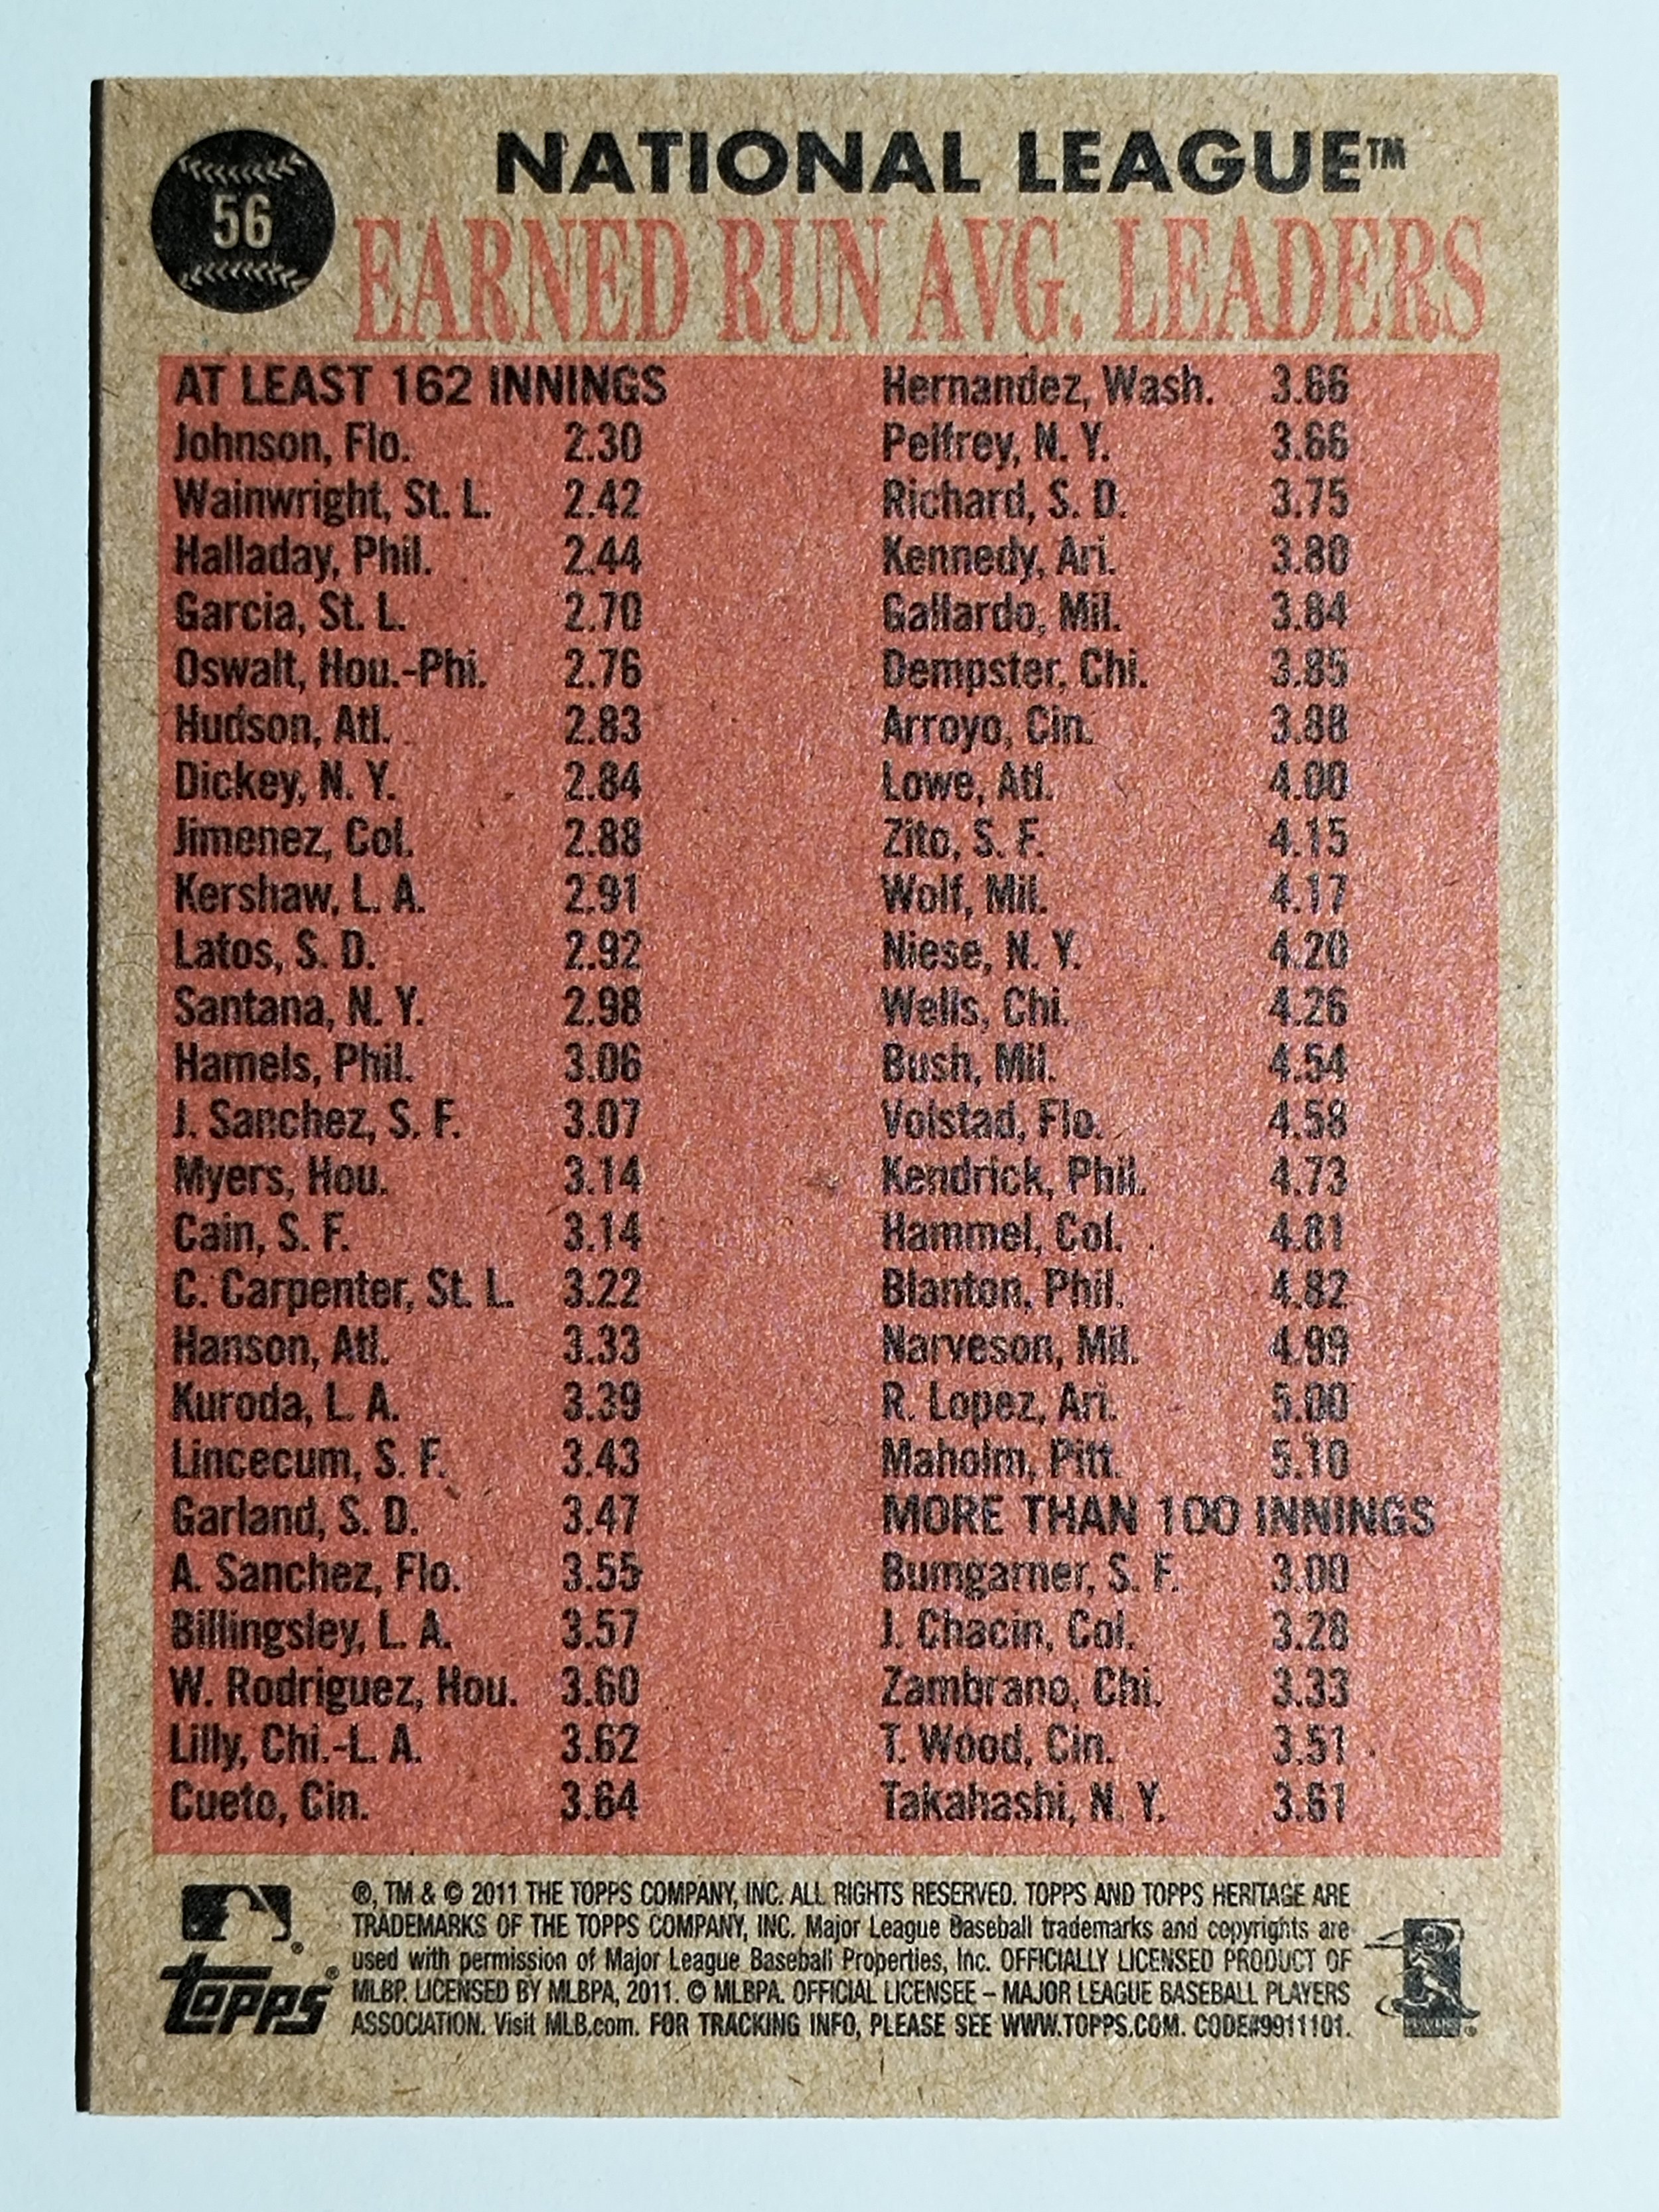 56
NATIONAL LEAGUE™
EARNED RUN AVG. LEADERS
AT LEAST 162 INNINGS
Johnson, Flo. 2.30
Wainwright, St. L. 2.42
Halladay, Phil. 2.44
Garcia, St. L. 2.70
Oswalt, Hou.-Phi. 2.76
Hudson, Atl. 2.83
Dickey, N. Y. 2.84
Jimenez, Col. 2.88
Kershaw, L. A. 2.91
Latos, S. D. 2.92
Santana, N. Y. 2.98
Hamels, Phil. 3.06
J. Sanchez, S. F. 3.07
Myers, Hou. 3.14
Cain, S. F. 3.14
C. Carpenter, St. L. 3.22
Hanson, Atl. 3.33
Kuroda, L. A. 3.39
Lincecum, S. F. 3.43
Garland, S. D. 3.47
A. Sanchez, Flo. 3.55
Billingsley, L. A. 3.57
W. Rodriguez, Hou. 3.60
Lilly, Chi.-L. A. 3.62
Cueto, Cin. 3.64
Hernandez, Wash. 3.66
Pelfrey, N. Y. 3.66
Richard, S. D. 3.75
Kennedy, Ari. 3.80
Gallardo, Mil. 3.84
Dempster, Chi. 3.85
Arroyo, Cin. 3.88
Lowe, Atl. 4.00
Zito, S. F. 4.15
Wolf, Mil. 4.17
Niese, N. Y. 4.20
Wells, Chi. 4.26
Bush, Mil. 4.54
Volstad, Flo. 4.58
Kendrick, Phil. 4.73
Hammel, Col. 4.81
Blanton, Phil. 4.82
Narveson, Mil. 4.99
R. Lopez, Ari. 5.00
Maholm, Pitt. 5.10
MORE THAN 100 INNINGS
Bumgarner, S. F. 3.00
J. Chacin, Col. 3.28
Zambrano, Chi. 3.33
T. Wood, Cin. 3.51
Takahashi, N. Y. 3.61
®, TM & © 2011 THE TOPPS COMPANY, INC. ALL RIGHTS RESERVED. TOPPS AND TOPPS HERITAGE ARE
TRADEMARKS OF THE TOPPS COMPANY, INC. Major League Baseball trademarks and copyrights are
used with permission of Major League Baseball Properties, Inc. OFFICIALLY LICENSED PRODUCT OF
MLBP. LICENSED BY MLBPA, 2011. © MLBPA. OFFICIAL LICENSEE – MAJOR LEAGUE BASEBALL PLAYERS
ASSOCIATION. Visit MLB.com. FOR TRACKING INFO, PLEASE SEE WWW.TOPPS.COM. CODE#9911101.
topps®